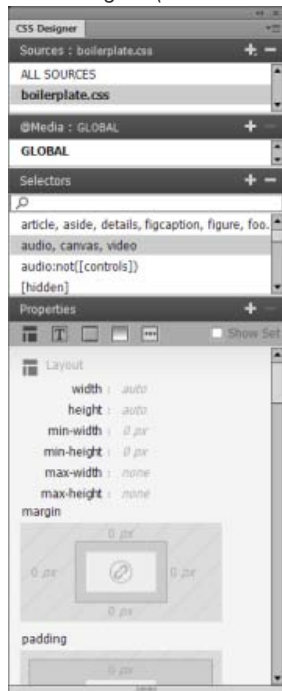 CSS Designer
Sources : boilerplate.css
ALL SOURCES
boilerplate.css
@Media : GLOBAL
GLOBAL
Selectors
article, aside, details, figcaption, figure, foo.
audio, canvas, video
audio:not([controls])
[hidden]
Properties
T
Show Set
Layout
width : auto
height : auto
min-width : 0 px
min-height : 0 px
max-width : none
max-height : none
margin
0 px
0 px 0 px
0 px
padding
0 px